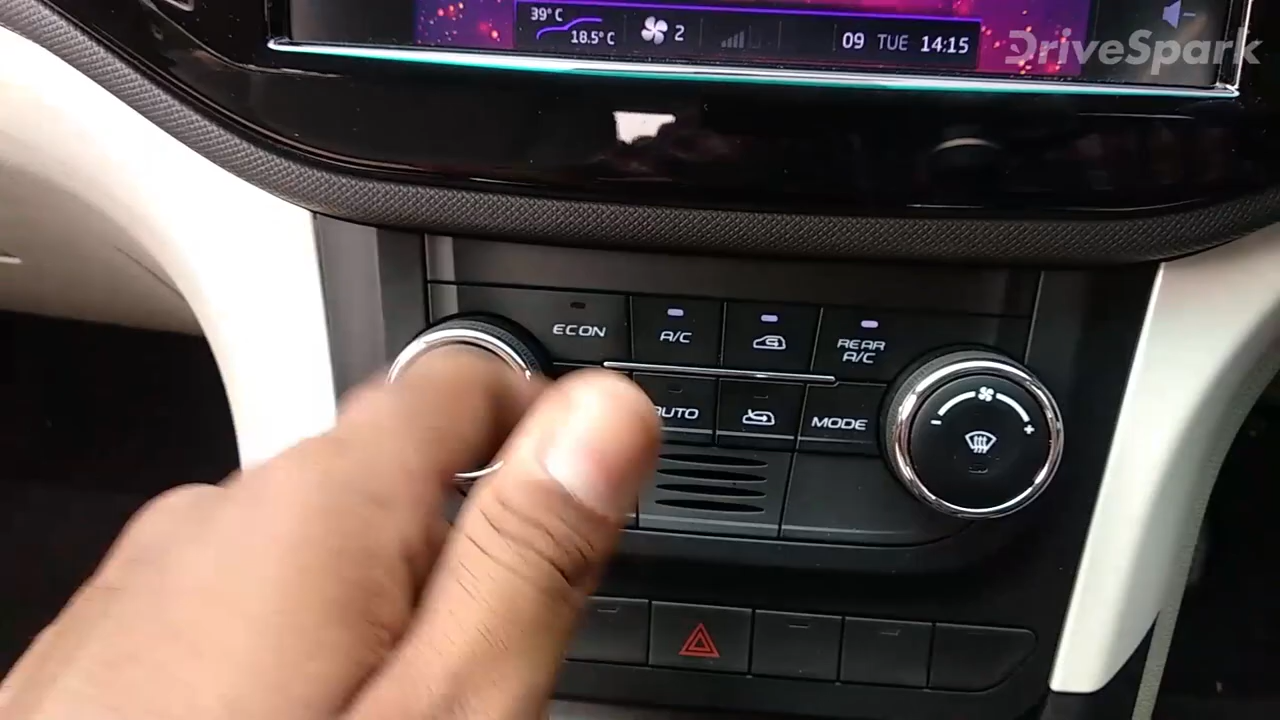 39°C
18.5°C
2
09 TUE 14:15
DriveSpark
ECON
A/C
REAR
A/C
AUTO
MODE
- +